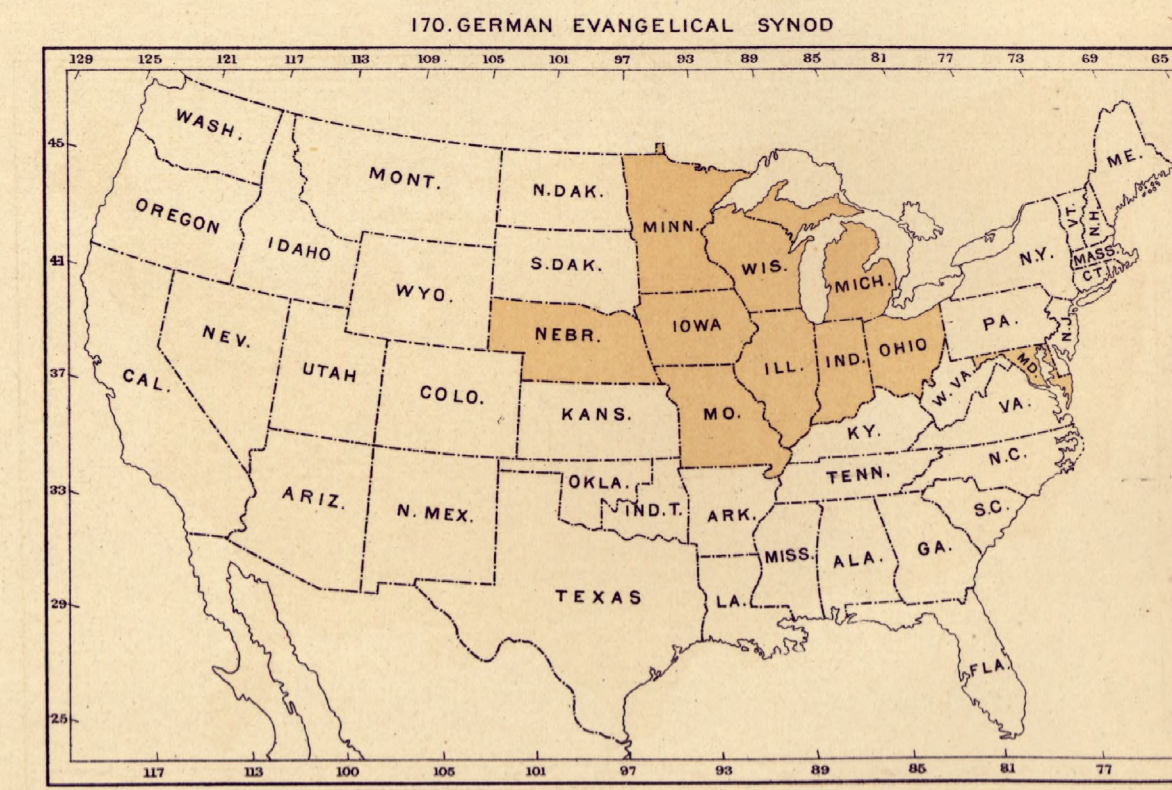 170. GERMAN EVANGELICAL SYNOD
129 125 121 117 113 109 105 101 97 93 89 85 81 77 73 69 65
45
41
37
33
29
25
WASH.
OREGON
IDAHO
MONT.
N.DAK.
S.DAK.
WYO.
NEBR.
MINN.
WIS.
MICH.
IOWA
ILL.
IND.
OHIO
MO.
NEV.
UTAH
COLO.
KANS.
CAL.
ARIZ.
N. MEX.
OKLA.
IND.T.
TEXAS
ARK.
LA.
MISS.
ALA.
GA.
FLA.
S.C.
N.C.
TENN.
KY.
W. VA.
VA.
MD.
PA.
N.J.
N.Y.
CT.
MASS.
VT.
N.H.
ME.
117 113 100 105 101 97 93 89 85 81 77